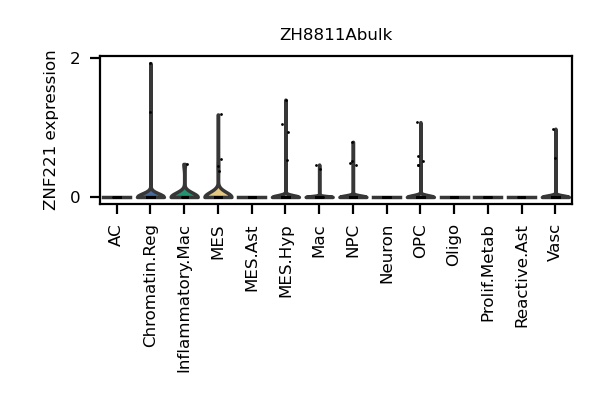 ZH8811Abulk
ZNF221 expression
2
0
AC
Chromatin.Reg
Inflammatory.Mac
MES
MES.Ast
MES.Hyp
Mac
NPC
Neuron
OPC
Oligo
Prolif.Metab
Reactive.Ast
Vasc